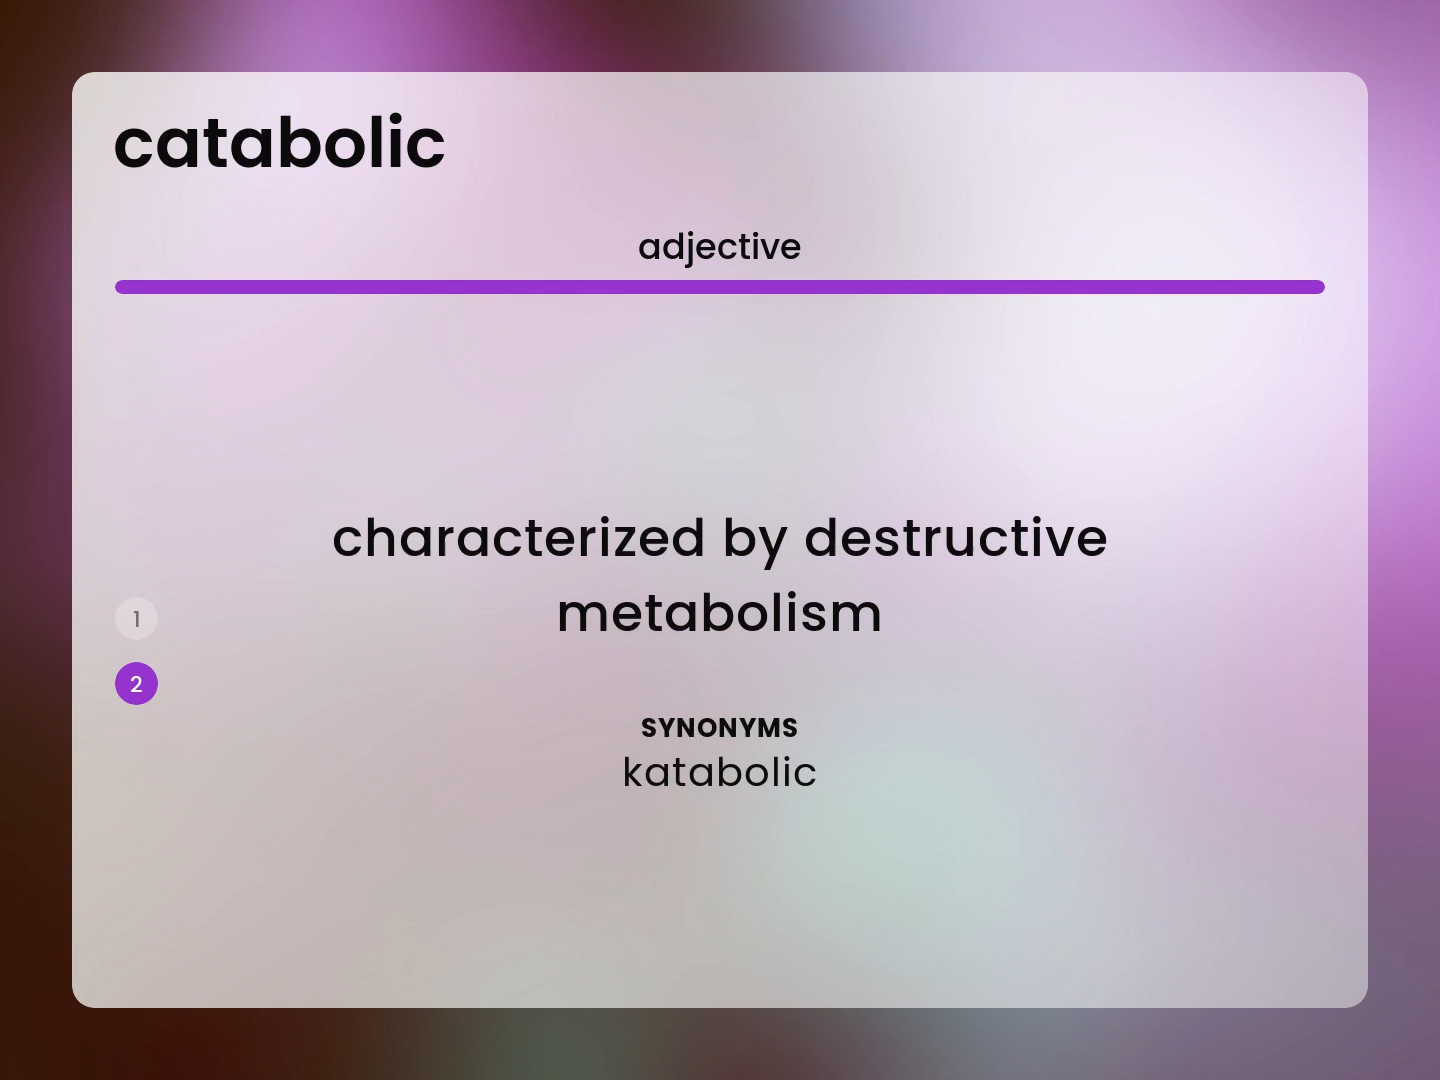 catabolic
adjective
characterized by destructive
metabolism
1
2
SYNONYMS
katabolic